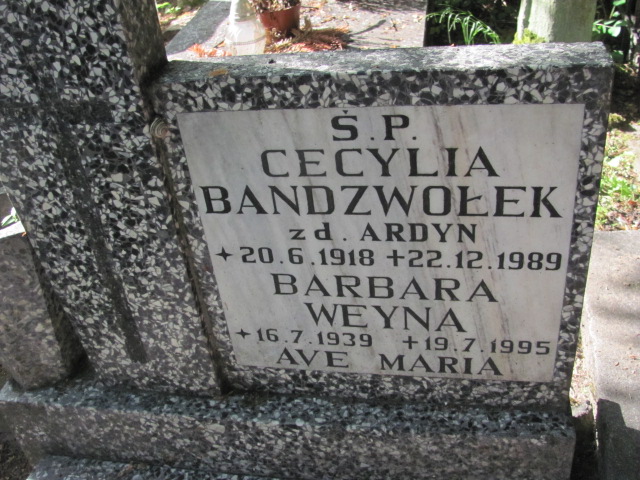 Ś.P.
CECYLIA
BANDZWOŁEK
zd. ARDYN
+20.6.1918 +22.12.1989
BARBARA
WEYNA
+16.7.1939 +19.7.1995
AVE MARIA